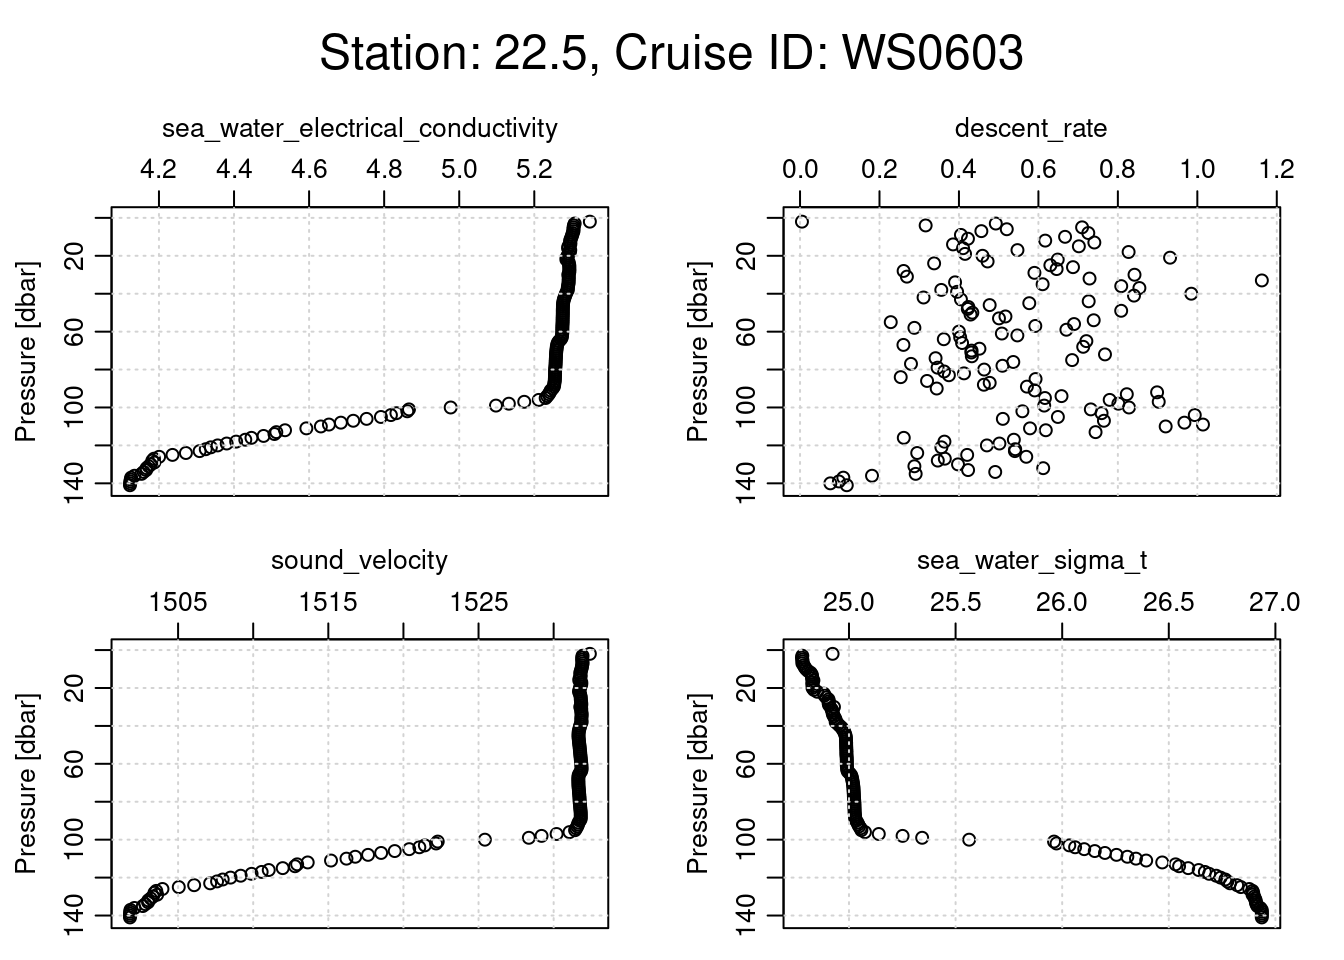 Station: 22.5, Cruise ID: WS0603
sea_water_electrical_conductivity
4.2 4.4 4.6 4.8 5.0 5.2
Pressure [dbar]
20
60
100
140
descent_rate
0.0 0.2 0.4 0.6 0.8 1.0 1.2
Pressure [dbar]
20
60
100
140
sound_velocity
1505 1515 1525
Pressure [dbar]
20
60
100
140
sea_water_sigma_t
25.0 25.5 26.0 26.5 27.0
Pressure [dbar]
20
60
100
140